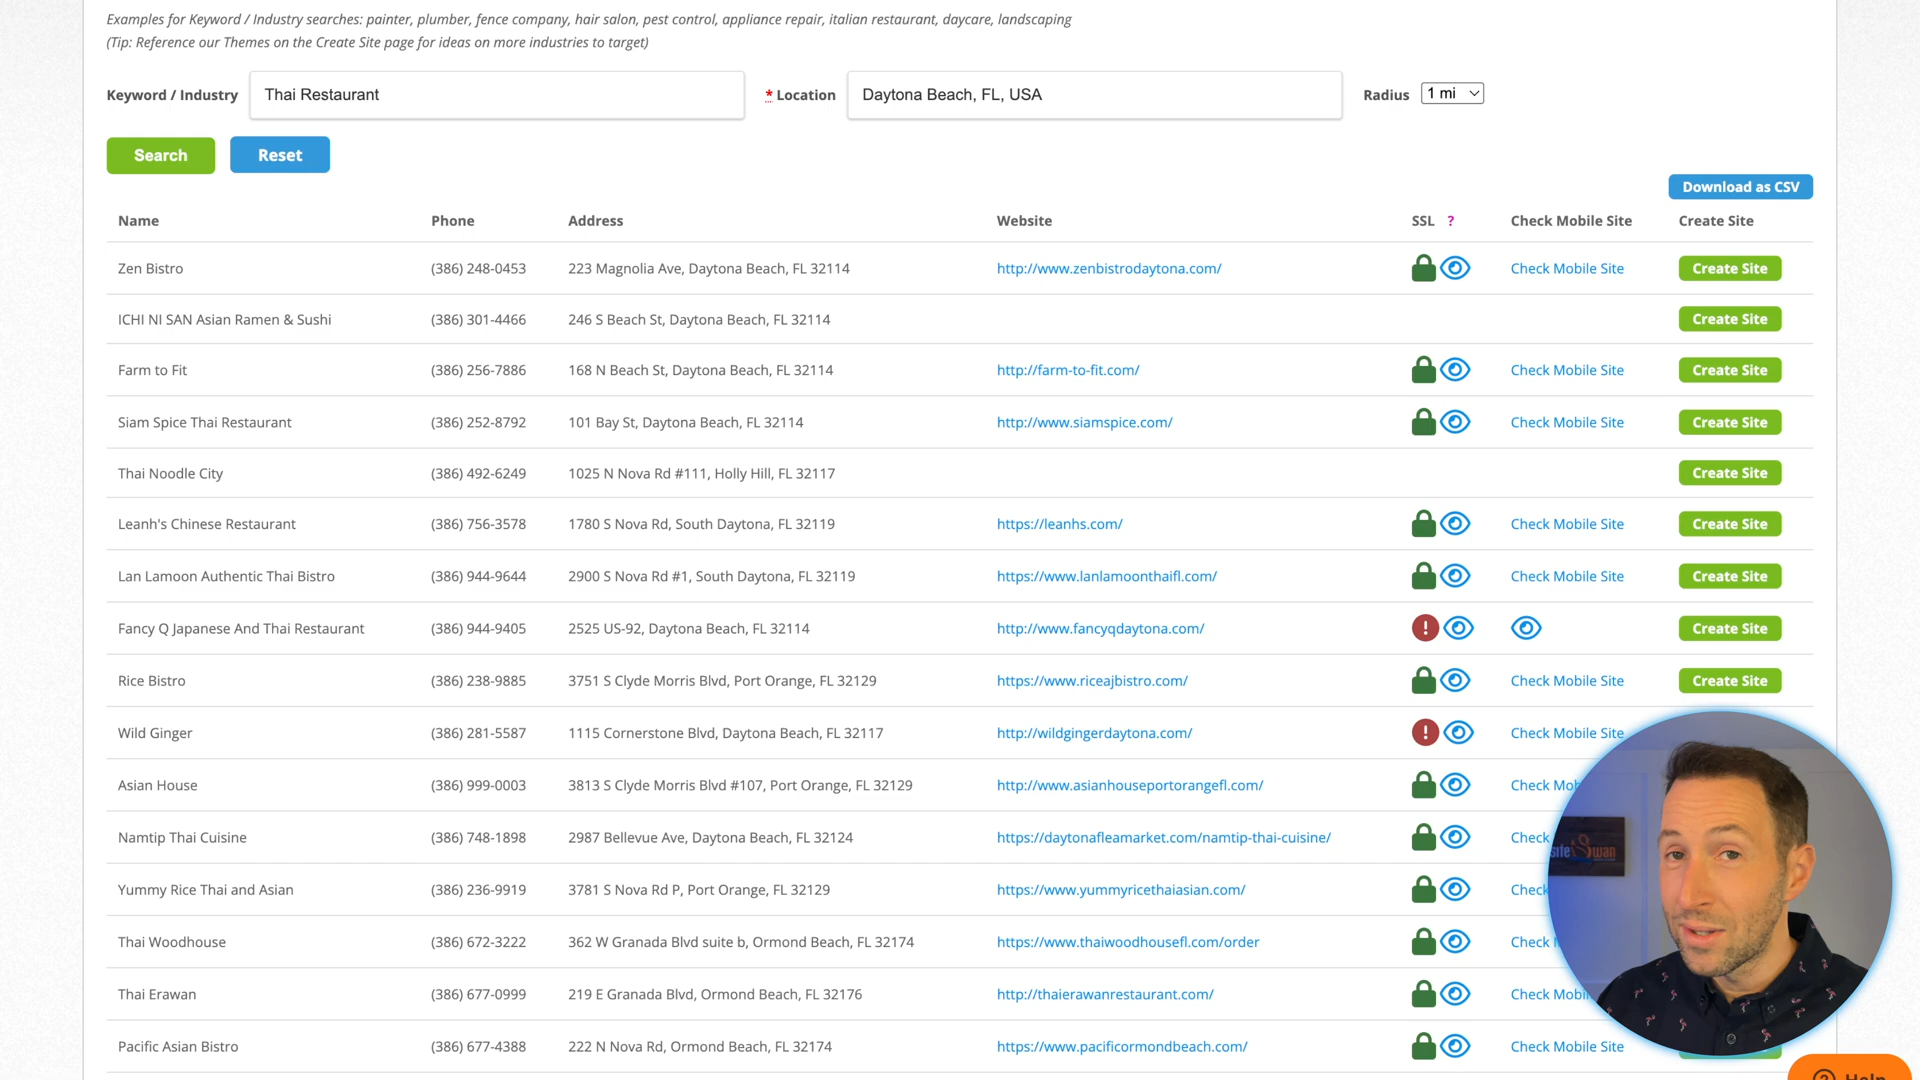 Examples for Keyword / Industry searches: painter, plumber, fence company, hair salon, pest control, appliance repair, italian restaurant, daycare, landscaping
(Tip: Reference our Themes on the Create Site page for ideas on more industries to target)
Keyword / Industry Thai Restaurant * Location Daytona Beach, FL, USA Radius 1 mi
Search Reset
Download as CSV
Name Phone Address Website SSL ? Check Mobile Site Create Site
Zen Bistro (386) 248-0453 223 Magnolia Ave, Daytona Beach, FL 32114 http://www.zenbistrodaytona.com/ Check Mobile Site Create Site
ICHI NI SAN Asian Ramen & Sushi (386) 301-4466 246 S Beach St, Daytona Beach, FL 32114 Create Site
Farm to Fit (386) 256-7886 168 N Beach St, Daytona Beach, FL 32114 http://farm-to-fit.com/ Check Mobile Site Create Site
Siam Spice Thai Restaurant (386) 252-8792 101 Bay St, Daytona Beach, FL 32114 http://www.siamspice.com/ Check Mobile Site Create Site
Thai Noodle City (386) 492-6249 1025 N Nova Rd #111, Holly Hill, FL 32117 Create Site
Leanh's Chinese Restaurant (386) 756-3578 1780 S Nova Rd, South Daytona, FL 32119 https://leanhs.com/ Check Mobile Site Create Site
Lan Lamoon Authentic Thai Bistro (386) 944-9644 2900 S Nova Rd #1, South Daytona, FL 32119 https://www.lanlamoonthaifl.com/ Check Mobile Site Create Site
Fancy Q Japanese And Thai Restaurant (386) 944-9405 2525 US-92, Daytona Beach, FL 32114 http://www.fancyqdaytona.com/ Create Site
Rice Bistro (386) 238-9885 3751 S Clyde Morris Blvd, Port Orange, FL 32129 https://www.riceajbistro.com/ Check Mobile Site Create Site
Wild Ginger (386) 281-5587 1115 Cornerstone Blvd, Daytona Beach, FL 32117 http://wildgingerdaytona.com/ Check Mobile Site
Asian House (386) 999-0003 3813 S Clyde Morris Blvd #107, Port Orange, FL 32129 http://www.asianhouseportorangefl.com/ Check Mob
Namtip Thai Cuisine (386) 748-1898 2987 Bellevue Ave, Daytona Beach, FL 32124 https://daytonafleamarket.com/namtip-thai-cuisine/ Check
site Swan
Yummy Rice Thai and Asian (386) 236-9919 3781 S Nova Rd P, Port Orange, FL 32129 https://www.yummyricethaiasian.com/ Check
Thai Woodhouse (386) 672-3222 362 W Granada Blvd suite b, Ormond Beach, FL 32174 https://www.thaiwoodhousefl.com/order Check
Thai Erawan (386) 677-0999 219 E Granada Blvd, Ormond Beach, FL 32176 http://thaierawanrestaurant.com/ Check Mobil
Pacific Asian Bistro (386) 677-4388 222 N Nova Rd, Ormond Beach, FL 32174 https://www.pacificormondbeach.com/ Check Mobile Site
Help